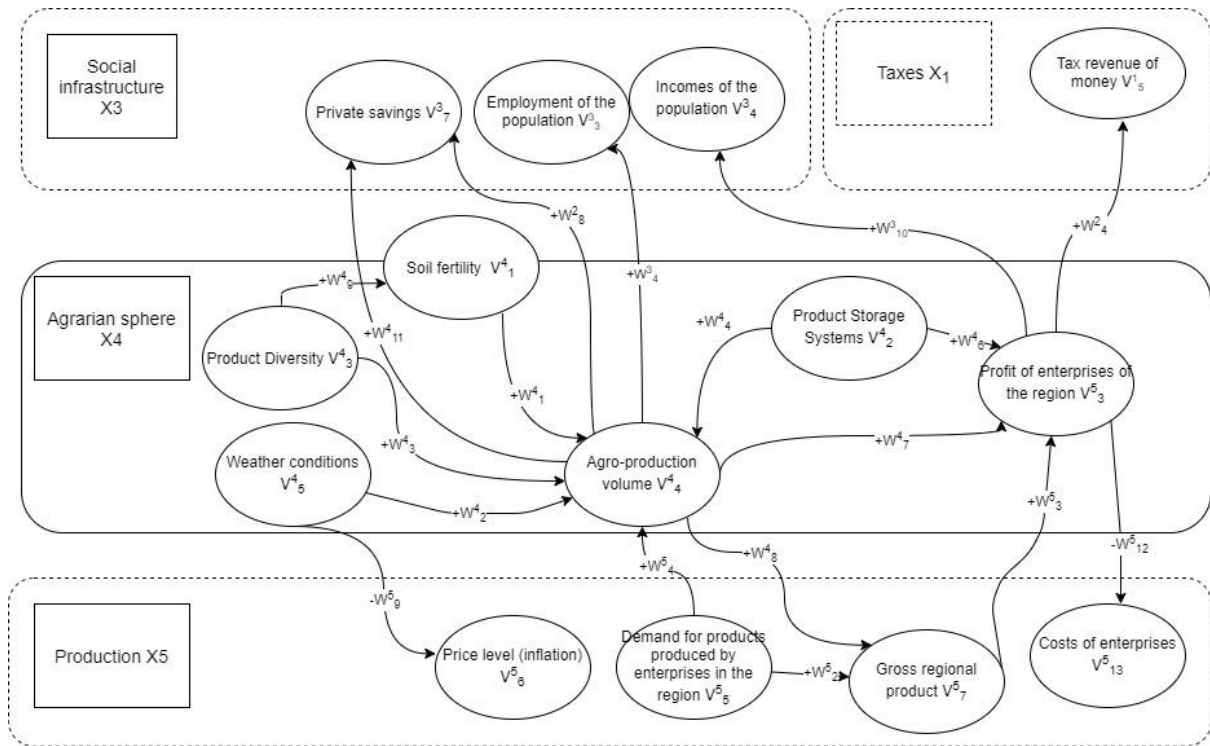 Social
infrastructure
X3
Private savings V³₇
Employment of the
population V³₃
Incomes of the
population V³₄
Taxes X₁
Tax revenue of
money V¹₅
+W²₈
+W³₁₀
+W²₄
Agrarian sphere
X4
+W⁴₉
Soil fertility V⁴₁
+W³₄
Product Storage
Systems V⁴₂
+W⁴₄
+W⁴₆
+W⁴₁₁
Product Diversity V⁴₃
Profit of enterprises of
the region V⁵₃
+W⁴₁
+W⁴₃
+W⁴₇
Weather conditions
V⁴₅
Agro-production
volume V⁴₄
+W⁴₂
+W⁵₃
-W⁵₁₂
+W⁴₈
+W⁵₄
-W⁵₉
Production X5
Price level (inflation)
V⁵₆
Demand for products
produced by
enterprises in the
region V⁵₅
+W⁵₂
Gross regional
product V⁵₇
Costs of enterprises
V⁵₁₃